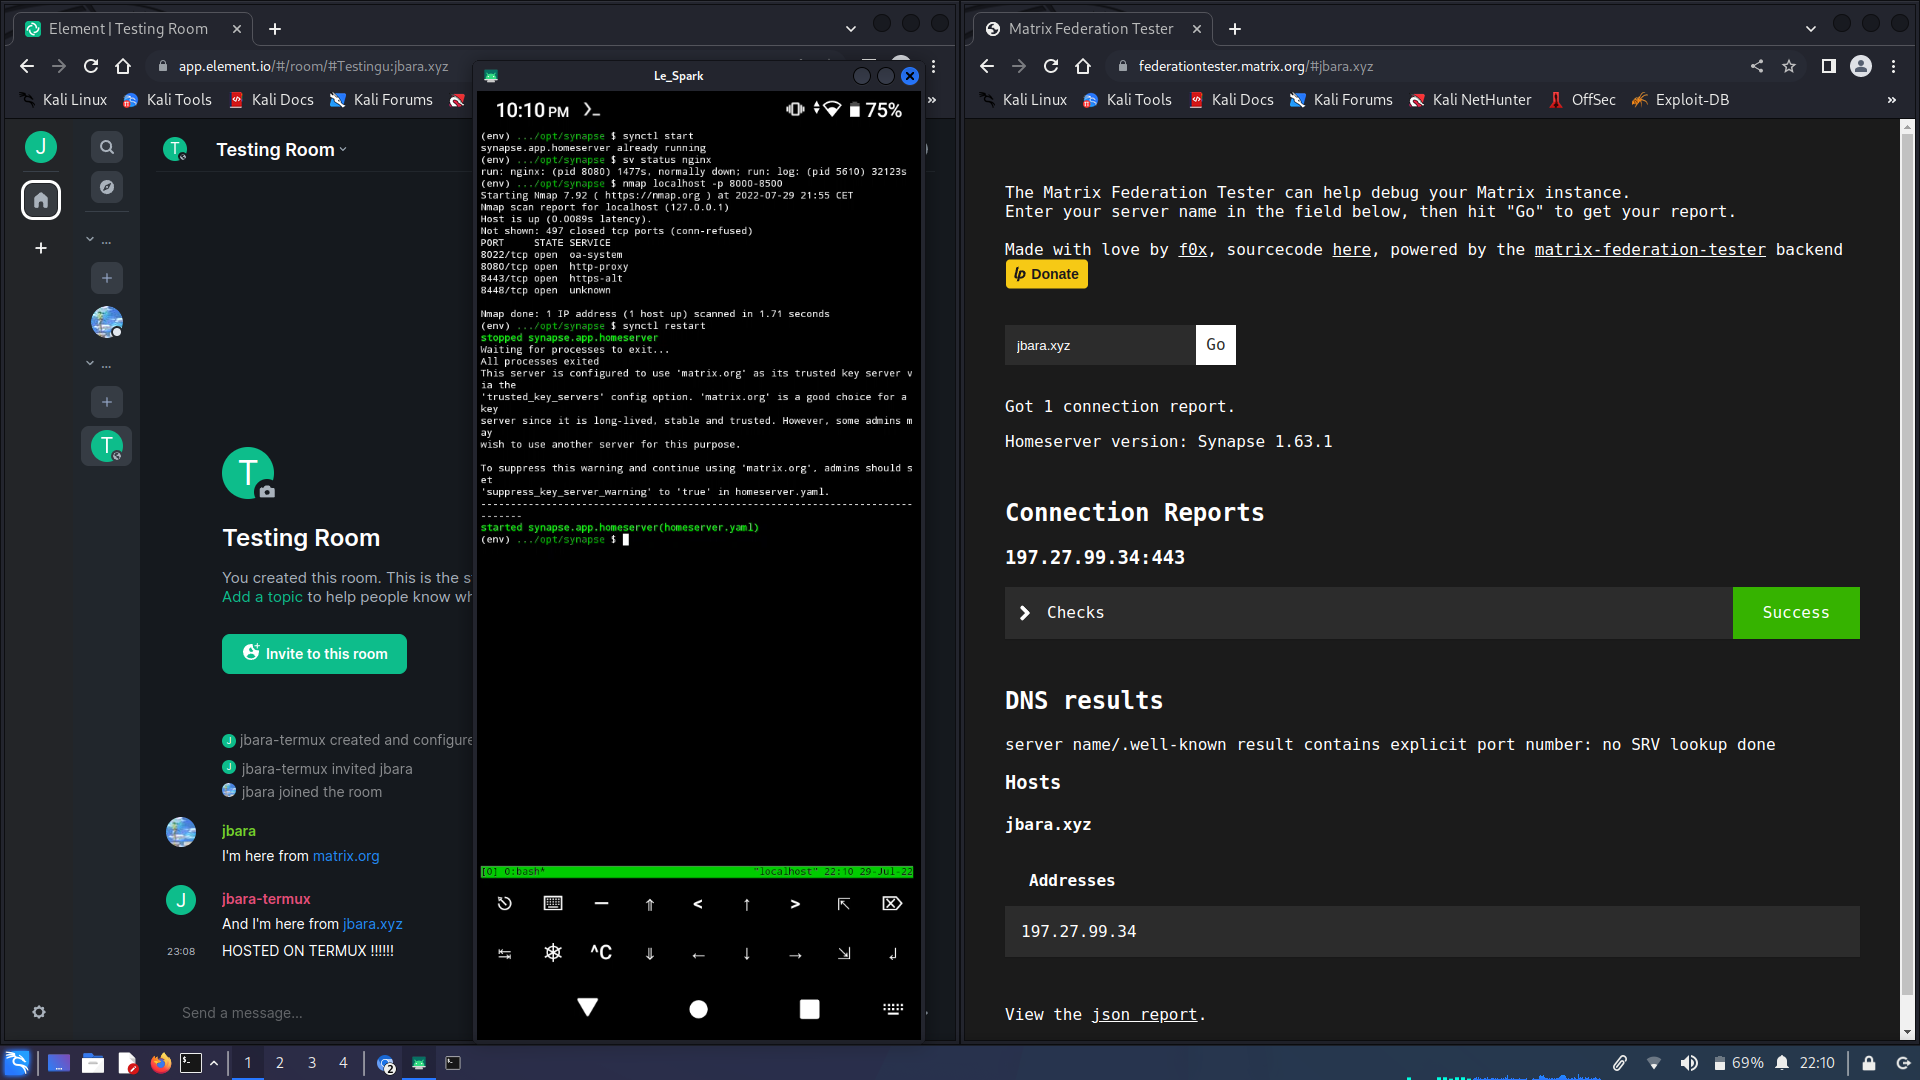 Element | Testing Room
app.element.io/#/room/#Testingu:jbara.xyz
Kali Linux
Kali Tools
Kali Docs
Kali Forums
»
J
T
Testing Room
...
...
T
T
Testing Room
You created this room. This is the s
Add a topic to help people know wh
Invite to this room
J jbara-termux created and configure
J jbara-termux invited jbara
jbara joined the room
jbara
I'm here from matrix.org
J
jbara-termux
And I'm here from jbara.xyz
23:08 HOSTED ON TERMUX !!!!!!
Send a message...
Le_Spark
10:10 PM
75%
(env) .../opt/synapse $ synctl start
synapse.app.homeserver already running
(env) .../opt/synapse $ sv status nginx
run: nginx: (pid 8080) 1477s, normally down; run: log: (pid 5610) 32123s
(env) .../opt/synapse $ nmap localhost -p 8000-8500
Starting Nmap 7.92 ( https://nmap.org ) at 2022-07-29 21:55 CET
Nmap scan report for localhost (127.0.0.1)
Host is up (0.0089s latency).
Not shown: 497 closed tcp ports (conn-refused)
PORT     STATE SERVICE
8022/tcp open  oa-system
8080/tcp open  http-proxy
8443/tcp open  https-alt
8448/tcp open  unknown
Nmap done: 1 IP address (1 host up) scanned in 1.71 seconds
(env) .../opt/synapse $ synctl restart
stopped synapse.app.homeserver
Waiting for processes to exit...
All processes exited
This server is configured to use 'matrix.org' as its trusted key server v
ia the
'trusted_key_servers' config option. 'matrix.org' is a good choice for a
key
server since it is long-lived, stable and trusted. However, some admins m
ay
wish to use another server for this purpose.
To suppress this warning and continue using 'matrix.org', admins should s
et
'suppress_key_server_warning' to 'true' in homeserver.yaml.
--------------------------------------------------------------------------
-------
started synapse.app.homeserver(homeserver.yaml)
(env) .../opt/synapse $
[0] 0:bash* "localhost" 22:10 29-Jul-22
^C
Matrix Federation Tester
federationtester.matrix.org/#jbara.xyz
Kali Linux
Kali Tools
Kali Docs
Kali Forums
Kali NetHunter
OffSec
Exploit-DB
»
The Matrix Federation Tester can help debug your Matrix instance.
Enter your server name in the field below, then hit "Go" to get your report.
Made with love by f0x, sourcecode here, powered by the matrix-federation-tester backend
Donate
jbara.xyz
Go
Got 1 connection report.
Homeserver version: Synapse 1.63.1
Connection Reports
197.27.99.34:443
Checks
Success
DNS results
server name/.well-known result contains explicit port number: no SRV lookup done
Hosts
jbara.xyz
Addresses
197.27.99.34
View the json report.
1 2 3 4
2
69%
22:10